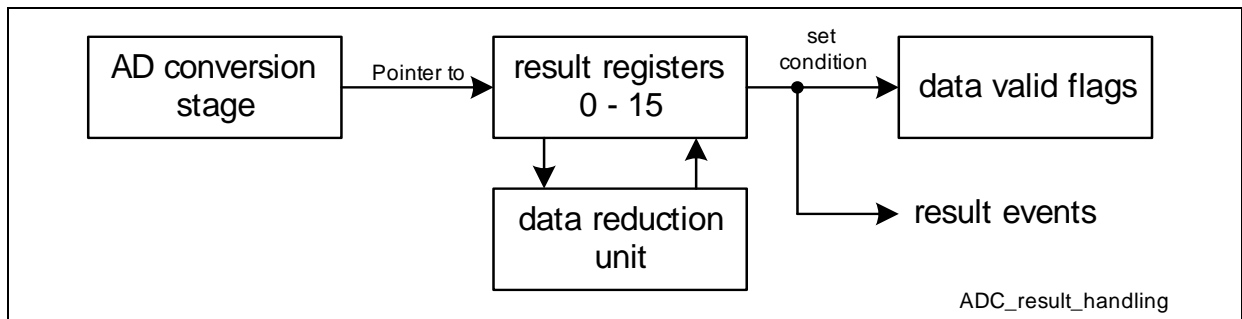 AD conversion
stage
Pointer to
result registers
0 - 15
set
condition
data valid flags
data reduction
unit
result events
ADC_result_handling